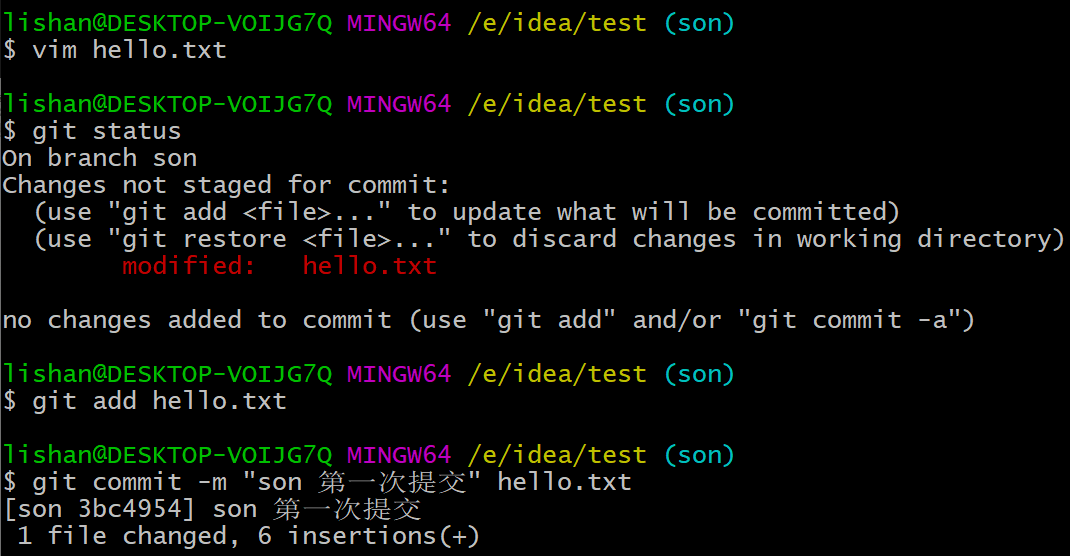 lishan@DESKTOP-VOIJG7Q MINGW64 /e/idea/test (son)
$ vim hello.txt
lishan@DESKTOP-VOIJG7Q MINGW64 /e/idea/test (son)
$ git status
On branch son
Changes not staged for commit:
  (use "git add <file>..." to update what will be committed)
  (use "git restore <file>..." to discard changes in working directory)
        modified:   hello.txt
no changes added to commit (use "git add" and/or "git commit -a")
lishan@DESKTOP-VOIJG7Q MINGW64 /e/idea/test (son)
$ git add hello.txt
lishan@DESKTOP-VOIJG7Q MINGW64 /e/idea/test (son)
$ git commit -m "son 第一次提交" hello.txt
[son 3bc4954] son 第一次提交
 1 file changed, 6 insertions(+)